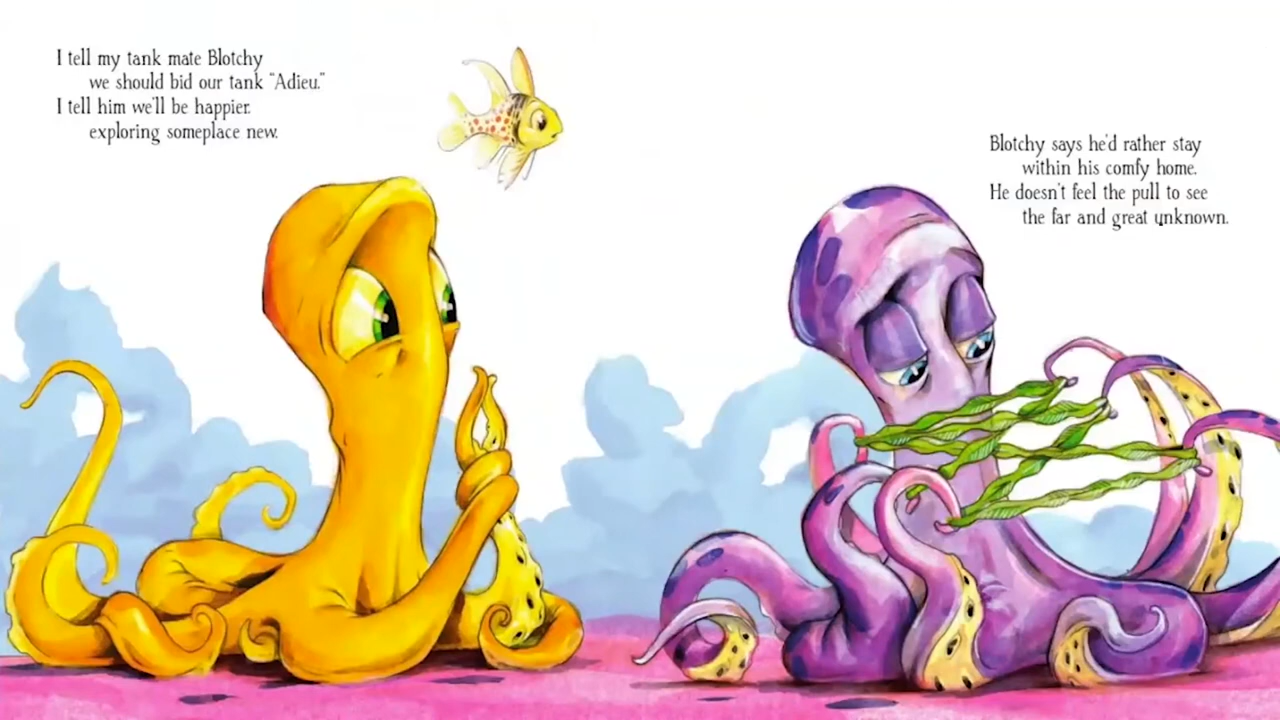 I tell my tank mate Blotchy
we should bid our tank "Adieu."
I tell him we'll be happier.
exploring someplace new.
Blotchy says he'd rather stay
within his comfy home.
He doesn't feel the pull to see
the far and great unknown.